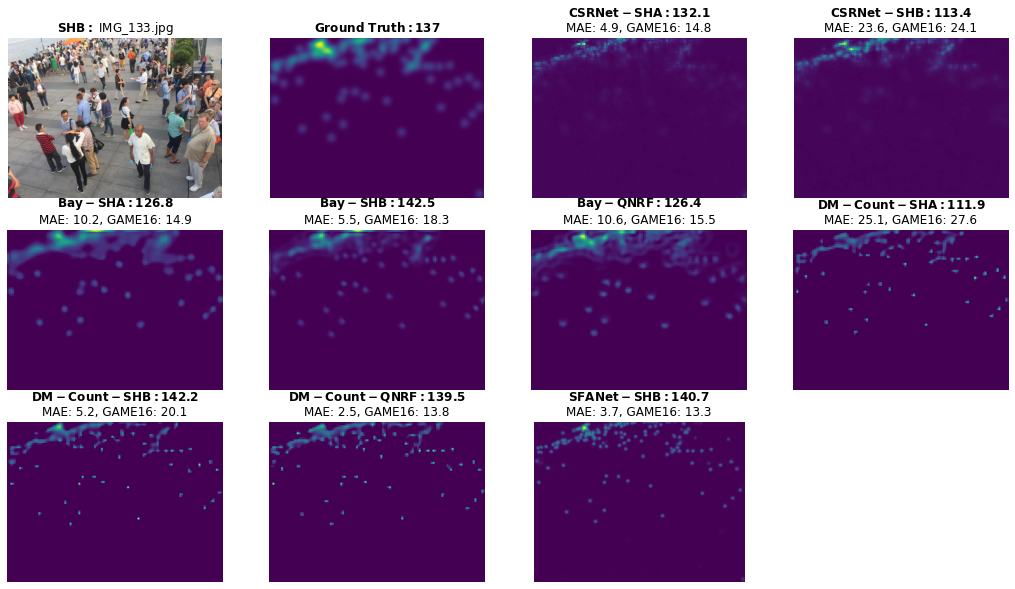 SHB: IMG_133.jpg
Ground Truth:137
CSRNet−SHA:132.1
MAE: 4.9, GAME16: 14.8
CSRNet−SHB:113.4
MAE: 23.6, GAME16: 24.1
Bay−SHA:126.8
MAE: 10.2, GAME16: 14.9
Bay−SHB:142.5
MAE: 5.5, GAME16: 18.3
Bay−QNRF:126.4
MAE: 10.6, GAME16: 15.5
DM−Count−SHA:111.9
MAE: 25.1, GAME16: 27.6
DM−Count−SHB:142.2
MAE: 5.2, GAME16: 20.1
DM−Count−QNRF:139.5
MAE: 2.5, GAME16: 13.8
SFANet−SHB:140.7
MAE: 3.7, GAME16: 13.3